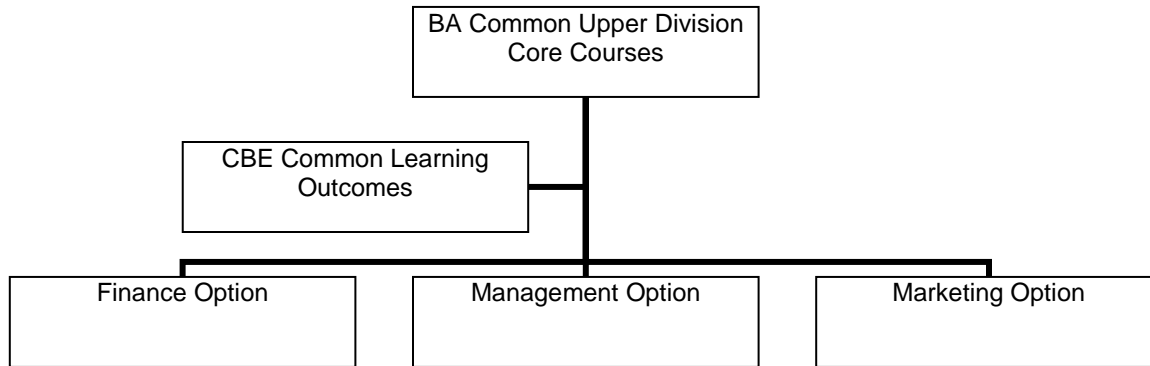 BA Common Upper Division
Core Courses
CBE Common Learning
Outcomes
Finance Option
Management Option
Marketing Option